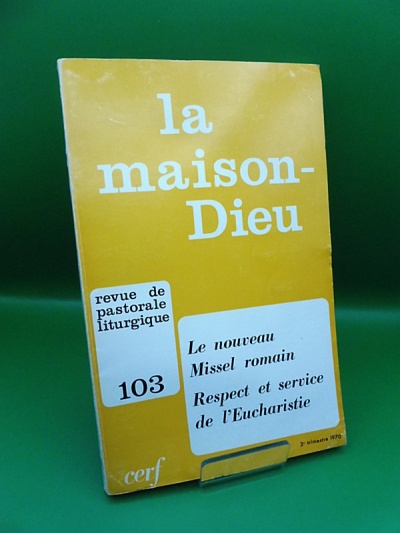 la
maison-
Dieu
revue de
pastorale
liturgique
103
Le nouveau
Missel romain
Respect et service
de l'Eucharistie
3e trimestre 1970
cerf